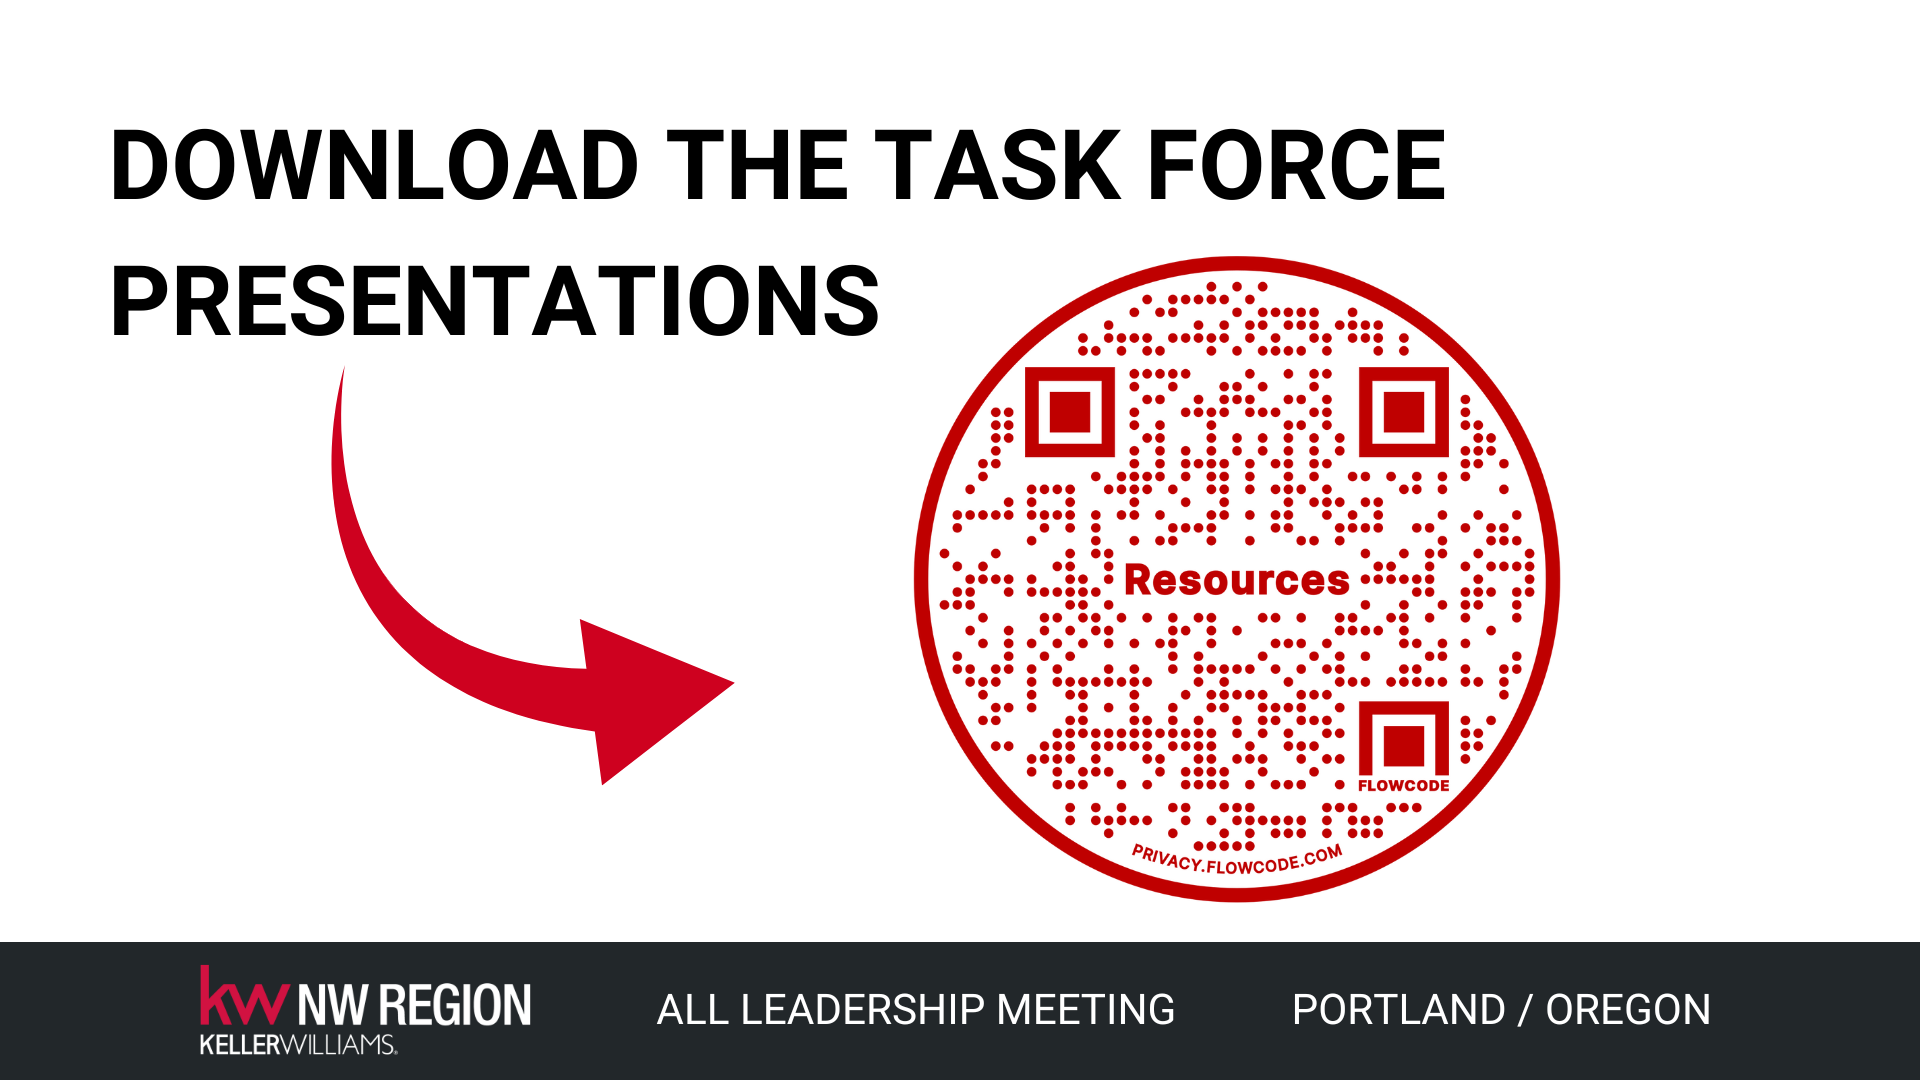 DOWNLOAD THE TASK FORCE
PRESENTATIONS
Resources
FLOWCODE
PRIVACY.FLOWCODE.COM
kw NW REGION
KELLERWILLIAMS®
ALL LEADERSHIP MEETING
PORTLAND / OREGON